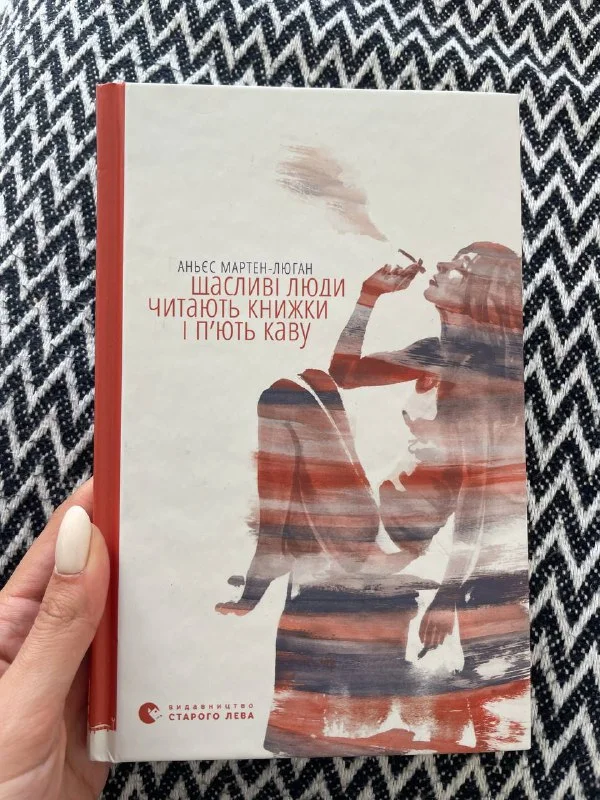 АНЬЄС МАРТЕН-ЛЮГАН
ЩАСЛИВІ ЛЮДИ
ЧИТАЮТЬ КНИЖКИ
І П'ЮТЬ КАВУ
видавництво
СТАРОГО ЛЕВА